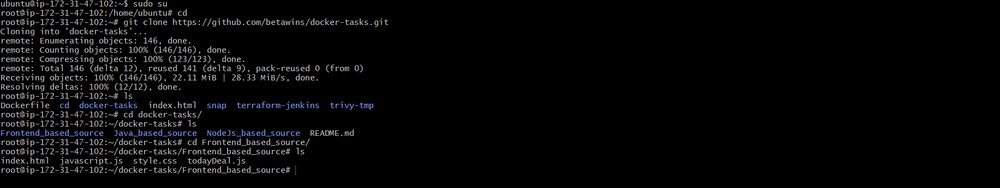 ubuntu@ip-172-31-47-102:~$ sudo su
root@ip-172-31-47-102:/home/ubuntu# cd
root@ip-172-31-47-102:~# git clone https://github.com/betawins/docker-tasks.git
Cloning into 'docker-tasks'...
remote: Enumerating objects: 146, done.
remote: Counting objects: 100% (146/146), done.
remote: Compressing objects: 100% (123/123), done.
remote: Total 146 (delta 12), reused 141 (delta 9), pack-reused 0 (from 0)
Receiving objects: 100% (146/146), 22.11 MiB | 28.33 MiB/s, done.
Resolving deltas: 100% (12/12), done.
root@ip-172-31-47-102:~# ls
Dockerfile  cd  docker-tasks  index.html  snap  terraform-jenkins  trivy-tmp
root@ip-172-31-47-102:~# cd docker-tasks/
root@ip-172-31-47-102:~/docker-tasks# ls
Frontend_based_source  Java_based_source  NodeJs_based_source  README.md
root@ip-172-31-47-102:~/docker-tasks# cd Frontend_based_source/
root@ip-172-31-47-102:~/docker-tasks/Frontend_based_source# ls
index.html  javascript.js  style.css  todayDeal.js
root@ip-172-31-47-102:~/docker-tasks/Frontend_based_source#